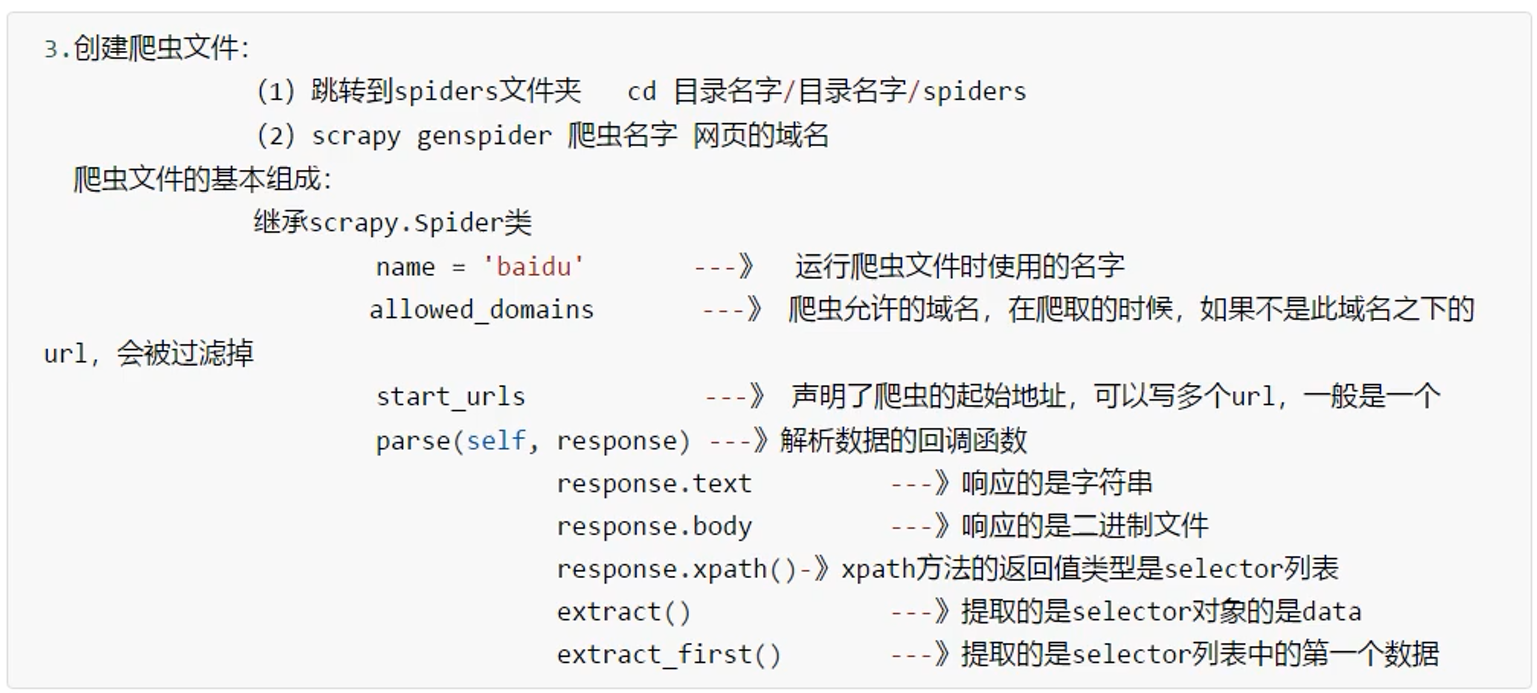 3.创建爬虫文件：
（1）跳转到spiders文件夹 cd 目录名字/目录名字/spiders
（2）scrapy genspider 爬虫名字 网页的域名
爬虫文件的基本组成：
继承scrapy.Spider类
name = 'baidu' ---》 运行爬虫文件时使用的名字
allowed_domains ---》 爬虫允许的域名，在爬取的时候，如果不是此域名之下的
url，会被过滤掉
start_urls ---》 声明了爬虫的起始地址，可以写多个url，一般是一个
parse(self, response) ---》解析数据的回调函数
response.text ---》响应的是字符串
response.body ---》响应的是二进制文件
response.xpath()-》xpath方法的返回值类型是selector列表
extract() ---》提取的是selector对象的是data
extract_first() ---》提取的是selector列表中的第一个数据